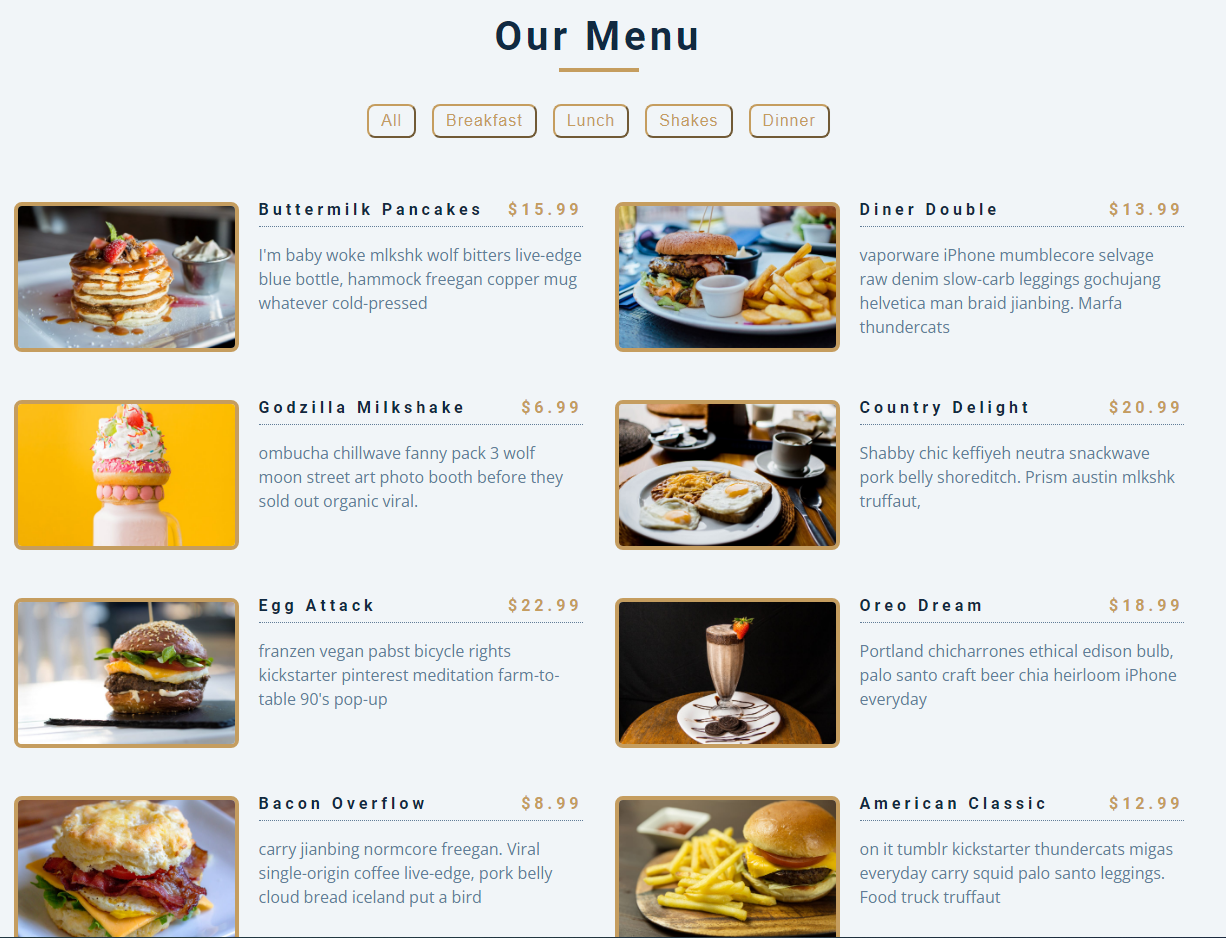 Our Menu
All Breakfast Lunch Shakes Dinner
Buttermilk Pancakes $15.99
I'm baby woke mlkshk wolf bitters live-edge
blue bottle, hammock freegan copper mug
whatever cold-pressed
Diner Double $13.99
vaporware iPhone mumblecore selvage
raw denim slow-carb leggings gochujang
helvetica man braid jianbing. Marfa
thundercats
Godzilla Milkshake $6.99
ombucha chillwave fanny pack 3 wolf
moon street art photo booth before they
sold out organic viral.
Country Delight $20.99
Shabby chic keffiyeh neutra snackwave
pork belly shoreditch. Prism austin mlkshk
truffaut,
Egg Attack $22.99
franzen vegan pabst bicycle rights
kickstarter pinterest meditation farm-to-
table 90's pop-up
Oreo Dream $18.99
Portland chicharrones ethical edison bulb,
palo santo craft beer chia heirloom iPhone
everyday
Bacon Overflow $8.99
carry jianbing normcore freegan. Viral
single-origin coffee live-edge, pork belly
cloud bread iceland put a bird
American Classic $12.99
on it tumblr kickstarter thundercats migas
everyday carry squid palo santo leggings.
Food truck truffaut